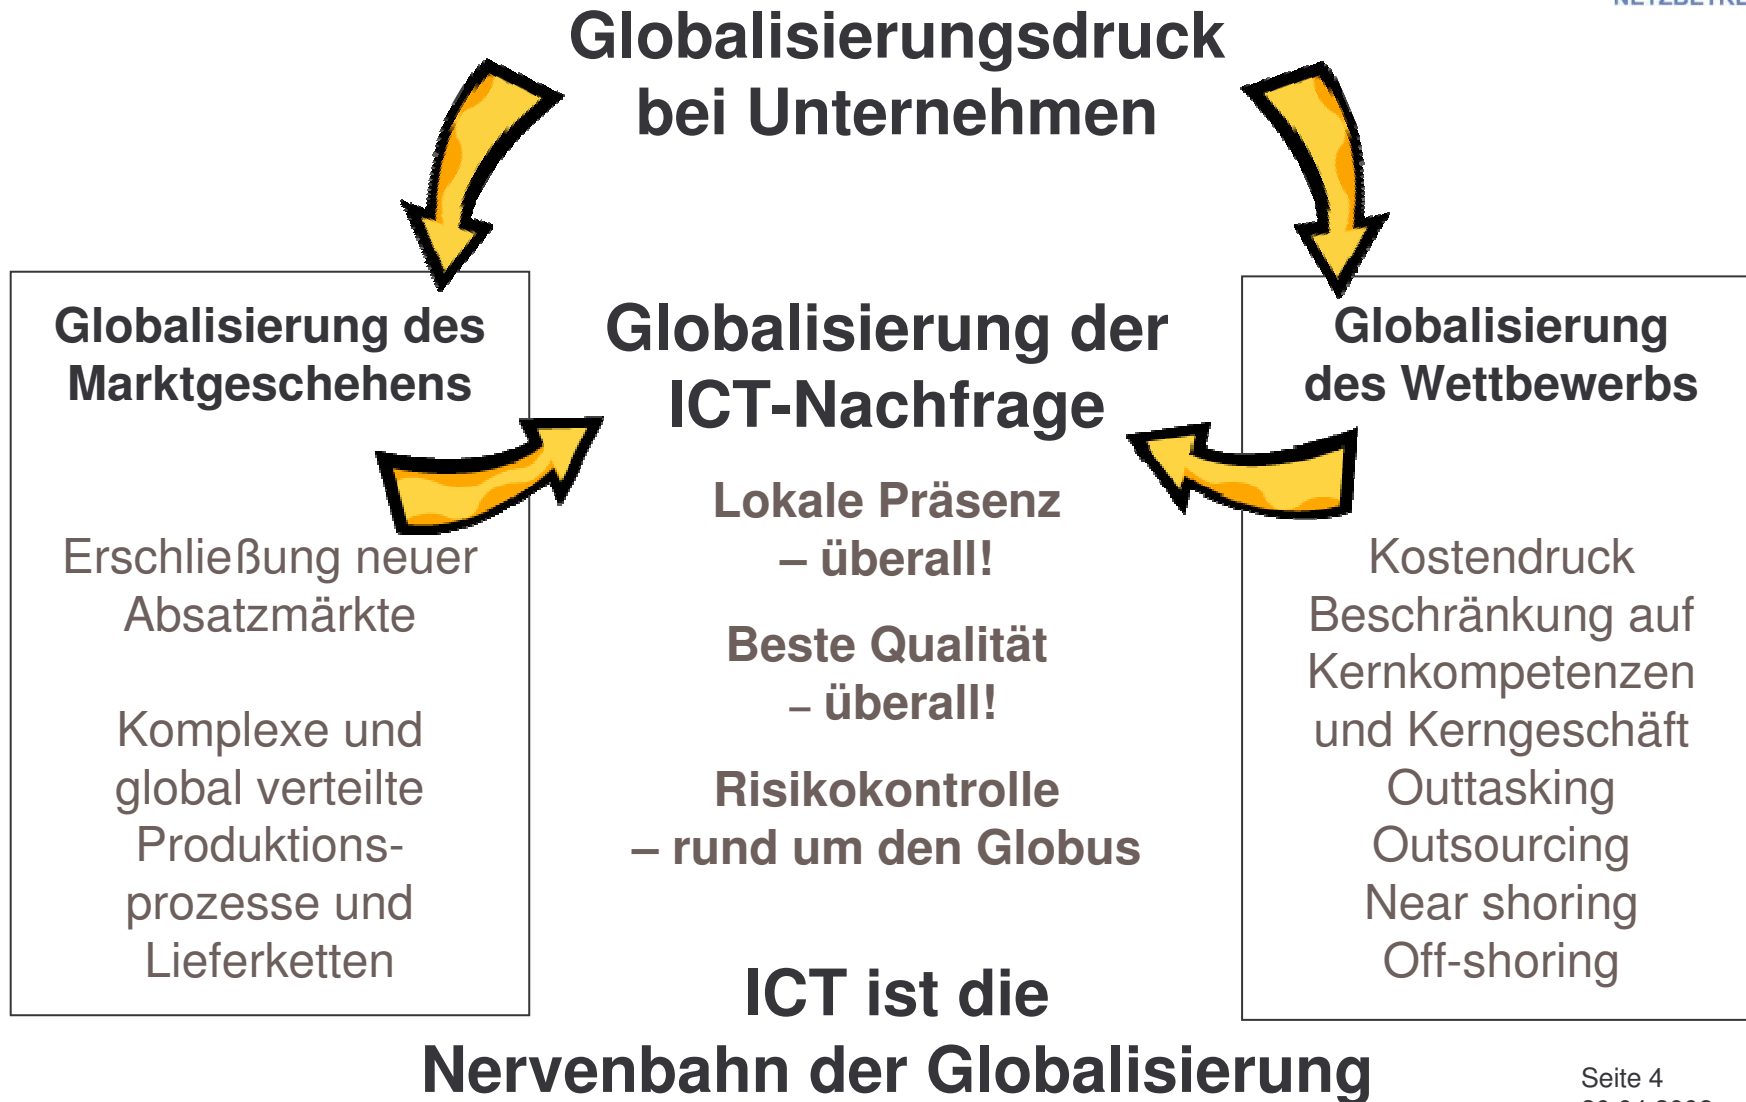 Globalisierungsdruck
bei Unternehmen
Globalisierung des
Marktgeschehens
Erschließung neuer
Absatzmärkte
Komplexe und
global verteilte
Produktions-
prozesse und
Lieferketten
Globalisierung der
ICT-Nachfrage
Lokale Präsenz
– überall!
Beste Qualität
– überall!
Risikokontrolle
– rund um den Globus
Globalisierung
des Wettbewerbs
Kostendruck
Beschränkung auf
Kernkompetenzen
und Kerngeschäft
Outtasking
Outsourcing
Near shoring
Off-shoring
ICT ist die
Nervenbahn der Globalisierung
Seite 4